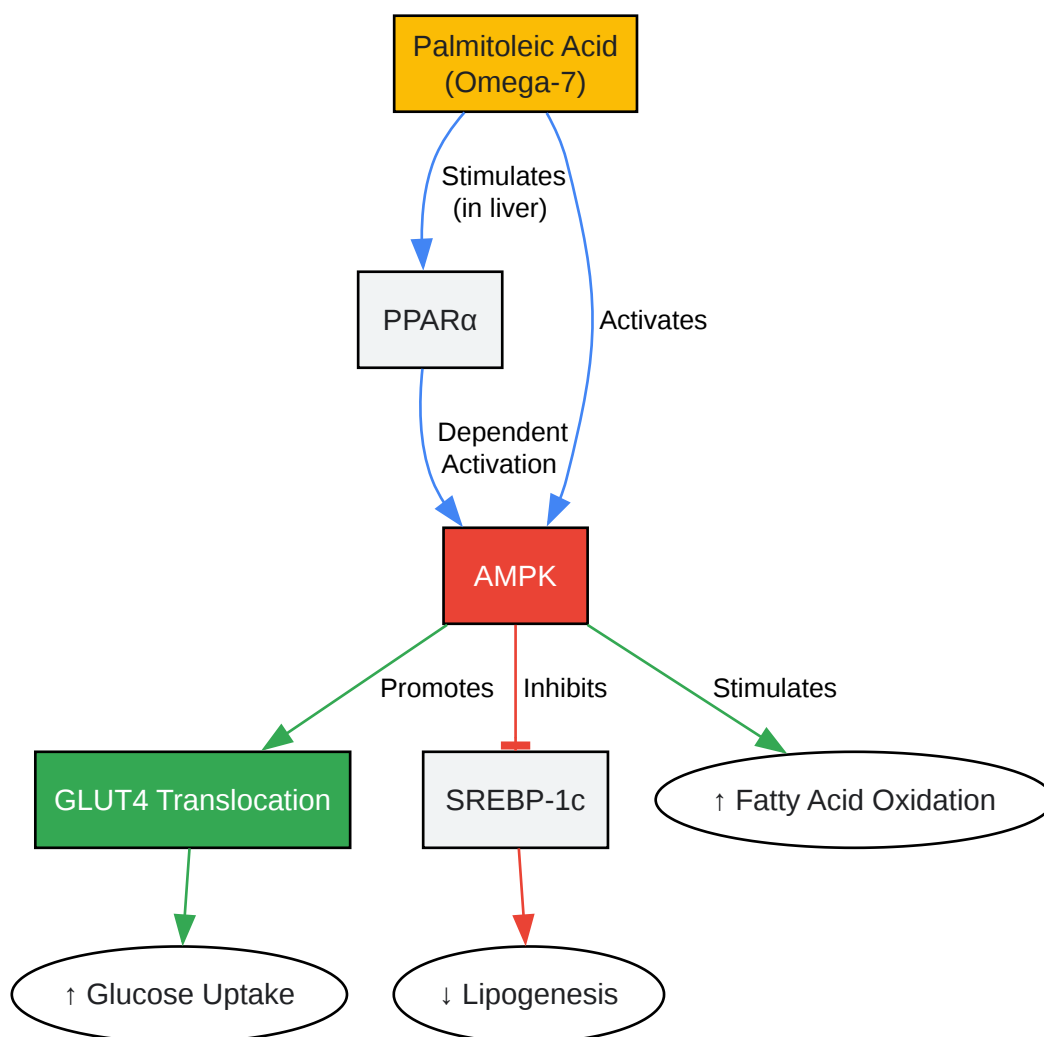 Palmitoleic Acid
(Omega-7)
Stimulates
(in liver)
PPARα
Activates
Dependent
Activation
AMPK
Promotes
Inhibits
Stimulates
GLUT4 Translocation
SREBP-1c
↑ Fatty Acid Oxidation
↑ Glucose Uptake
↓ Lipogenesis